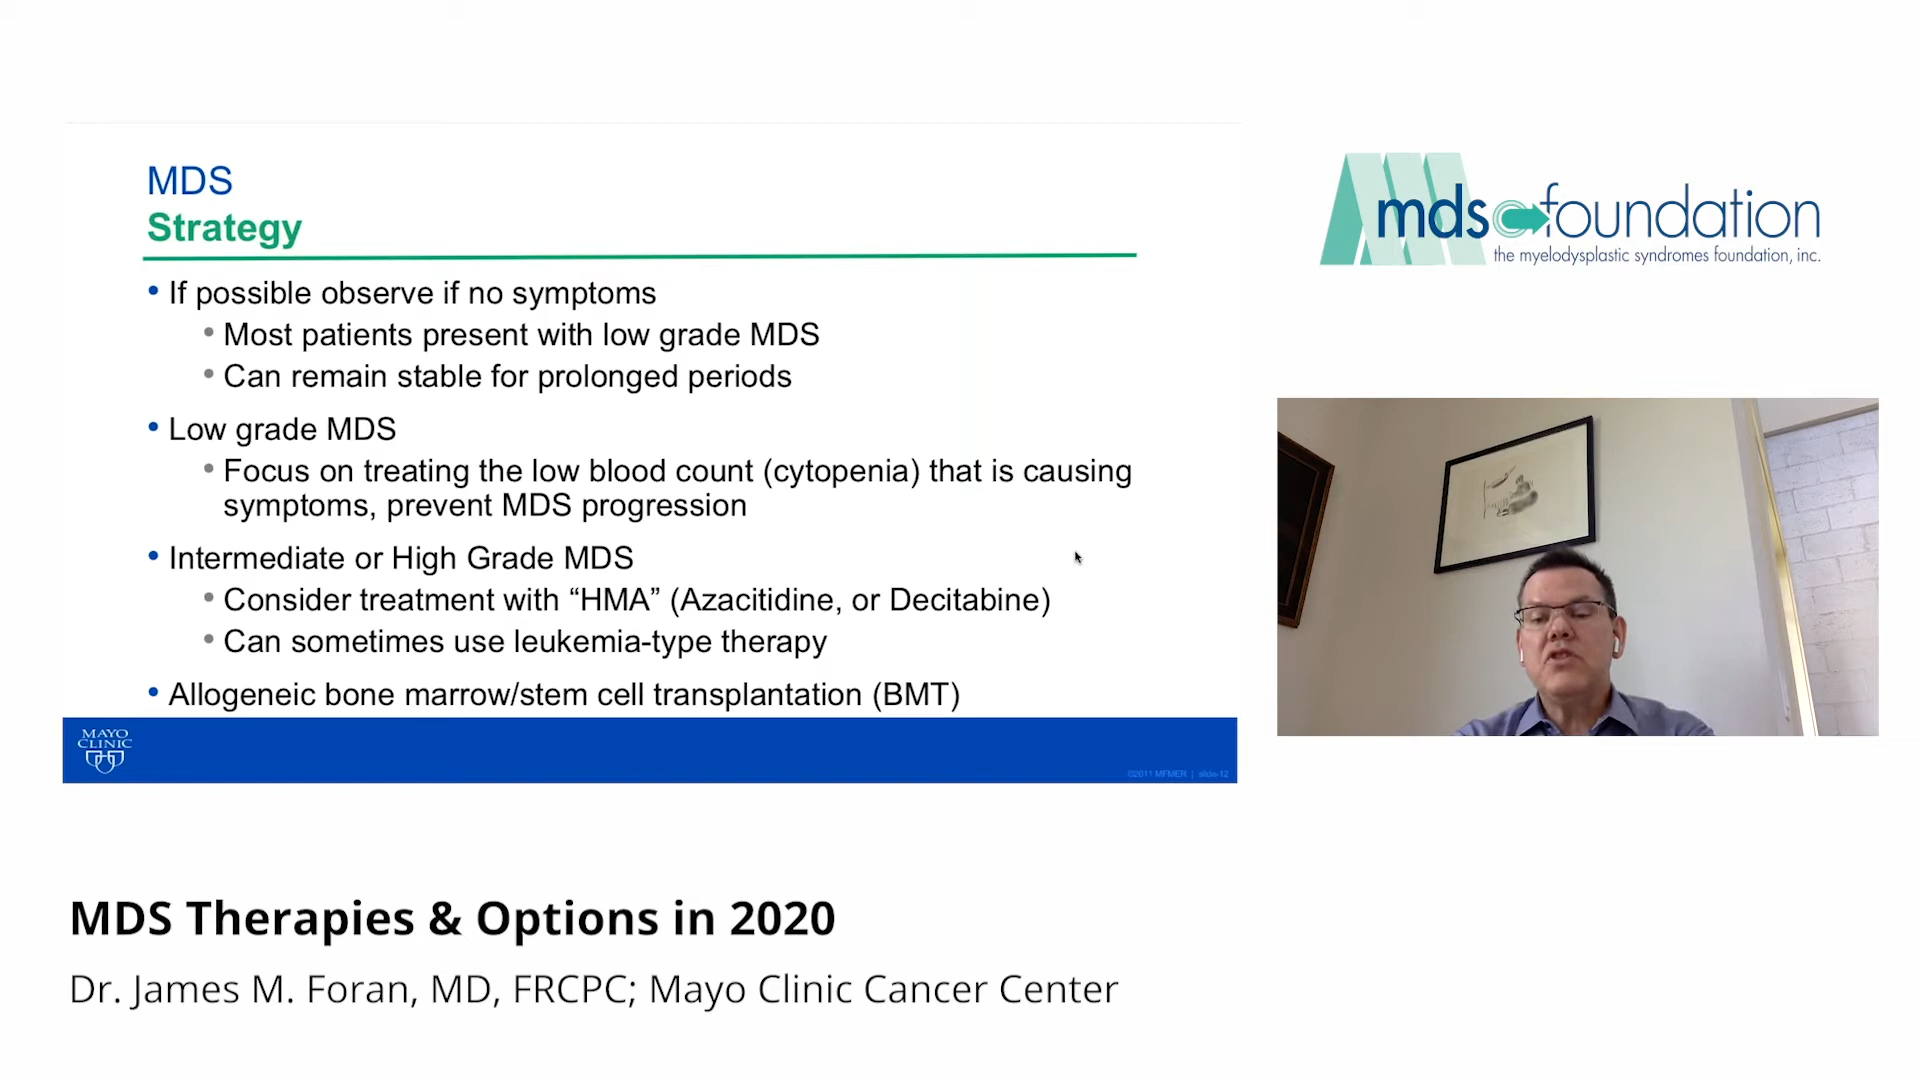 MDS
Strategy
• If possible observe if no symptoms
• Most patients present with low grade MDS
• Can remain stable for prolonged periods
• Low grade MDS
• Focus on treating the low blood count (cytopenia) that is causing
symptoms, prevent MDS progression
• Intermediate or High Grade MDS
• Consider treatment with “HMA” (Azacitidine, or Decitabine)
• Can sometimes use leukemia-type therapy
• Allogeneic bone marrow/stem cell transplantation (BMT)
MAYO
CLINIC
©2011 MFMER | slide-12
mds foundation
the myelodysplastic syndromes foundation, inc.
MDS Therapies & Options in 2020
Dr. James M. Foran, MD, FRCPC; Mayo Clinic Cancer Center